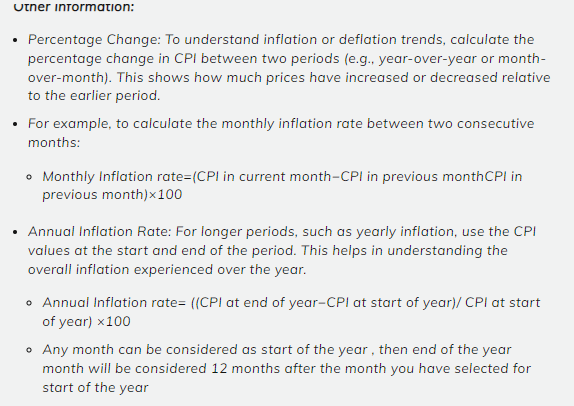 Other Information:
• Percentage Change: To understand inflation or deflation trends, calculate the
percentage change in CPI between two periods (e.g., year-over-year or month-
over-month). This shows how much prices have increased or decreased relative
to the earlier period.
• For example, to calculate the monthly inflation rate between two consecutive
months:
◦ Monthly Inflation rate=(CPI in current month−CPI in previous monthCPI in
previous month)×100
• Annual Inflation Rate: For longer periods, such as yearly inflation, use the CPI
values at the start and end of the period. This helps in understanding the
overall inflation experienced over the year.
◦ Annual Inflation rate= ((CPI at end of year−CPI at start of year)/ CPI at start
of year) ×100
◦ Any month can be considered as start of the year , then end of the year
month will be considered 12 months after the month you have selected for
start of the year